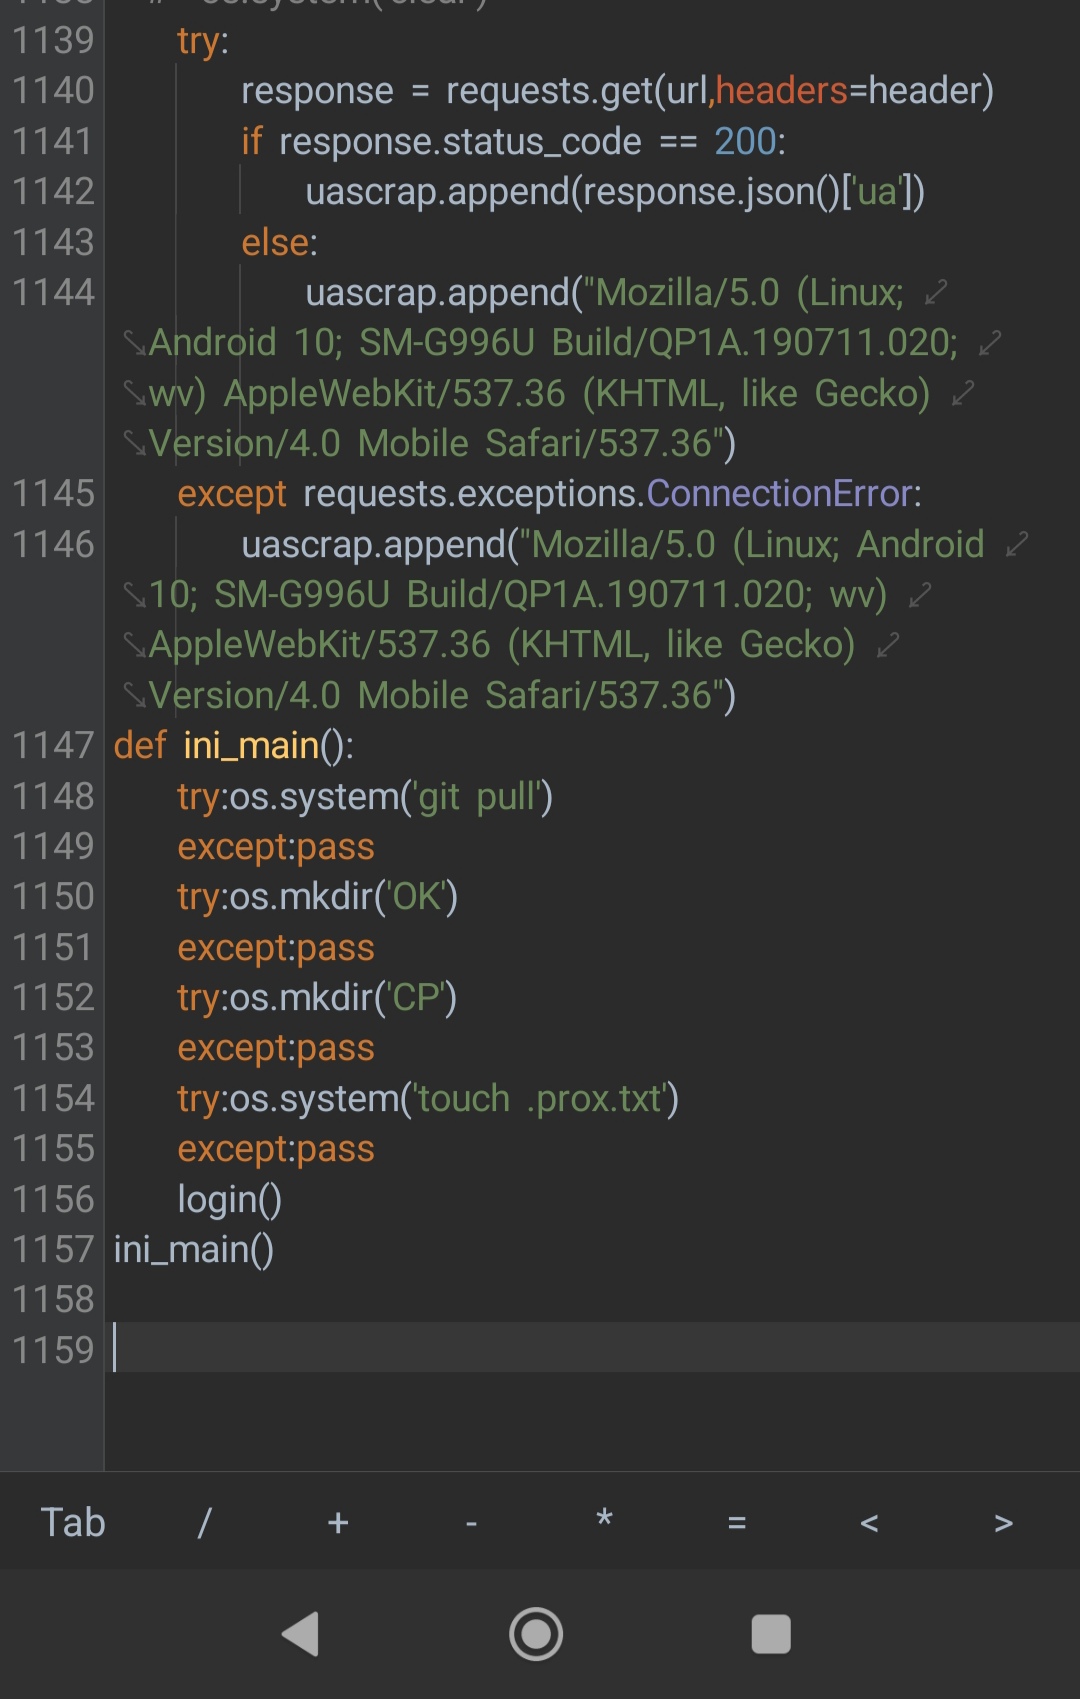 1139 try:
1140 response = requests.get(url,headers=header)
1141 if response.status_code == 200:
1142 uascrap.append(response.json()['ua'])
1143 else:
1144 uascrap.append("Mozilla/5.0 (Linux;
Android 10; SM-G996U Build/QP1A.190711.020;
wv) AppleWebKit/537.36 (KHTML, like Gecko)
Version/4.0 Mobile Safari/537.36")
1145 except requests.exceptions.ConnectionError:
1146 uascrap.append("Mozilla/5.0 (Linux; Android
10; SM-G996U Build/QP1A.190711.020; wv)
AppleWebKit/537.36 (KHTML, like Gecko)
Version/4.0 Mobile Safari/537.36")
1147 def ini_main():
1148 try:os.system('git pull')
1149 except:pass
1150 try:os.mkdir('OK')
1151 except:pass
1152 try:os.mkdir('CP')
1153 except:pass
1154 try:os.system('touch .prox.txt')
1155 except:pass
1156 login()
1157 ini_main()
1158
1159
Tab / + - * = < >